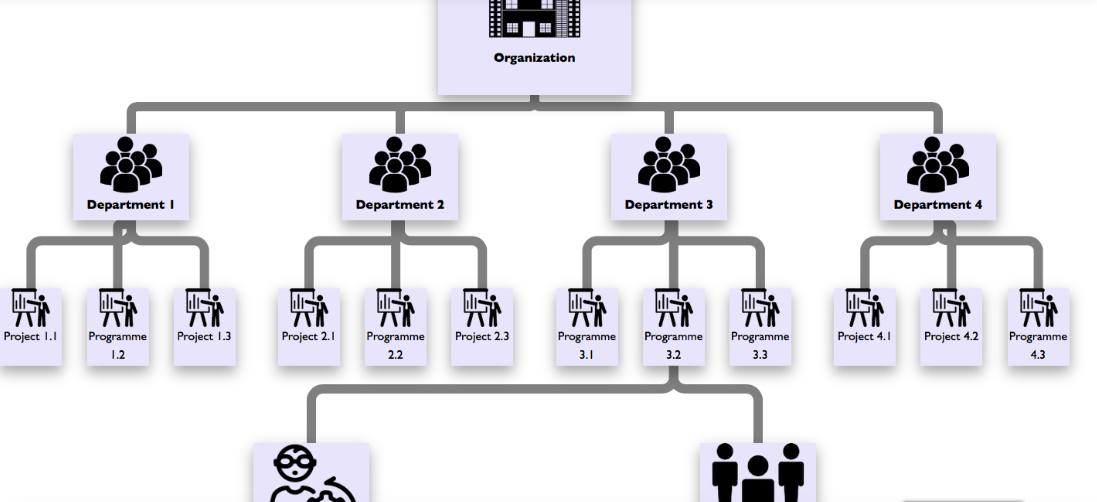 Organization
Department 1
Department 2
Department 3
Department 4
Project 1.1
Programme
1.2
Project 1.3
Project 2.1
Programme
2.2
Project 2.3
Programme
3.1
Programme
3.2
Programme
3.3
Project 4.1
Project 4.2
Programme
4.3